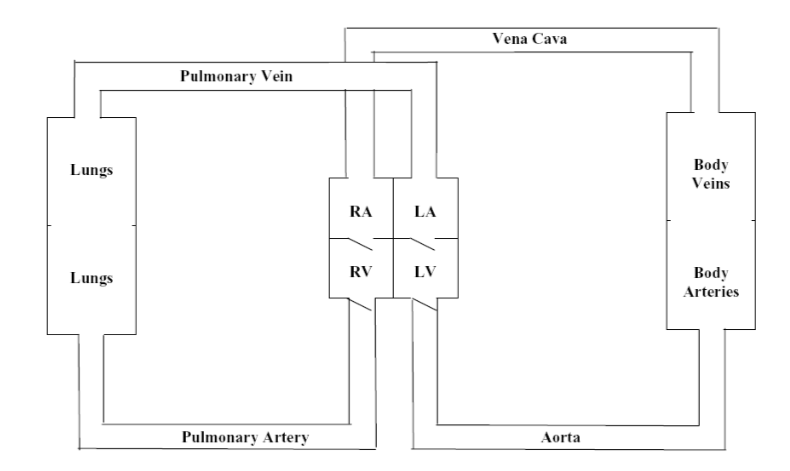 Vena Cava
Pulmonary Vein
Lungs
Body
Veins
RA
LA
RV
LV
Lungs
Body
Arteries
Pulmonary Artery
Aorta